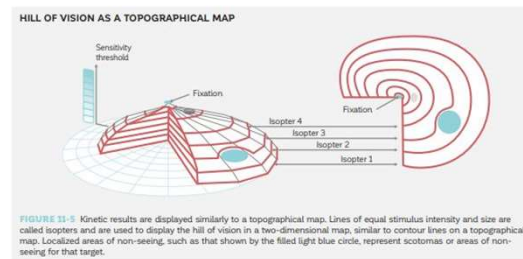 HILL OF VISION AS A TOPOGRAPHICAL MAP
Sensitivity
threshold
Fixation
Fixation
Isopter 4
Isopter 3
Isopter 2
Isopter 1
FIGURE 11-5 Kinetic results are displayed similarly to a topographical map. Lines of equal stimulus intensity and size are
called isopters and are used to display the hill of vision in a two-dimensional map, similar to contour lines on a topographical
map. Localized areas of non-seeing, such as that shown by the filled light blue circle, represent scotomas or areas of non-
seeing for that target.